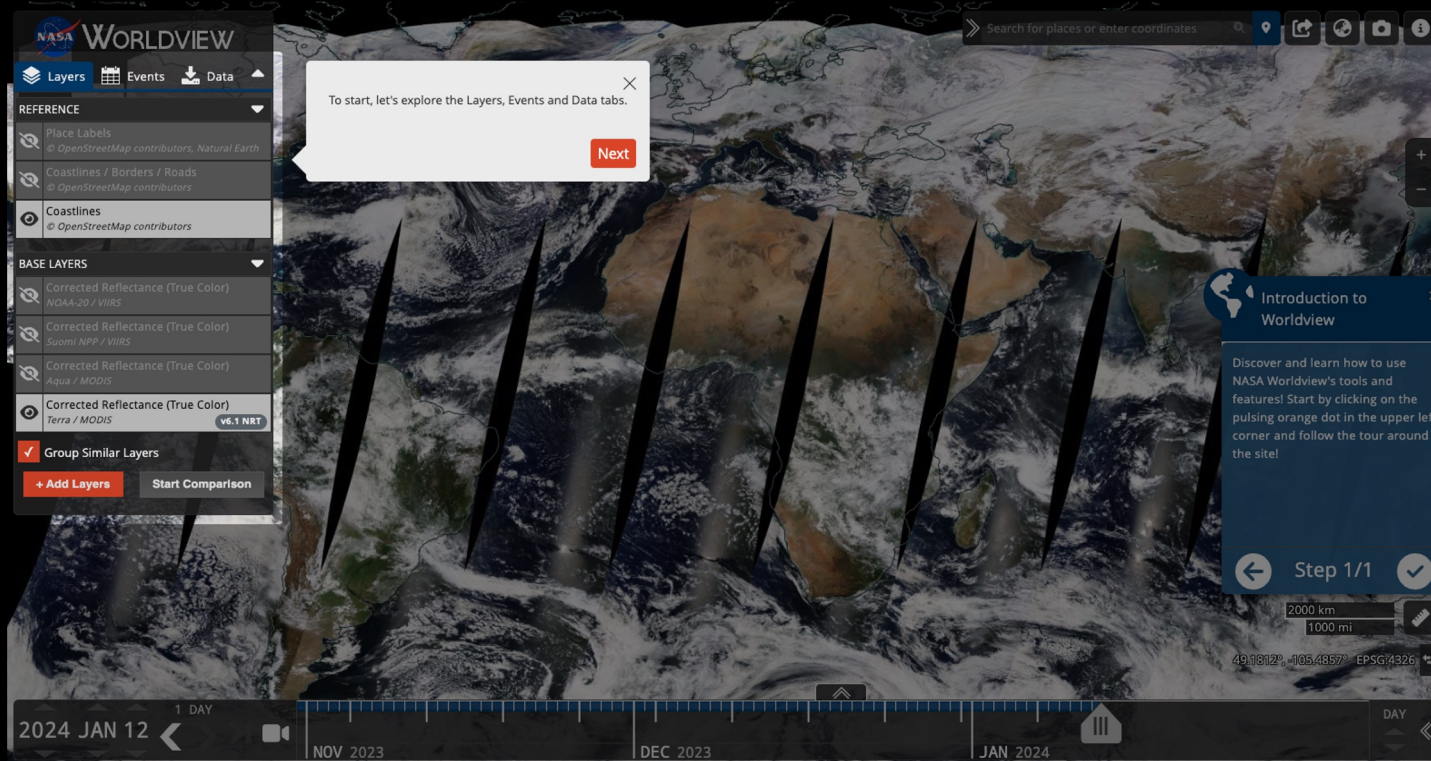 NASA WORLDVIEW
Search for places or enter coordinates
Layers Events Data
To start, let's explore the Layers, Events and Data tabs.
Next
REFERENCE
Place Labels
© OpenStreetMap contributors, Natural Earth
Coastlines / Borders / Roads
© OpenStreetMap contributors
Coastlines
© OpenStreetMap contributors
BASE LAYERS
Corrected Reflectance (True Color)
NOAA-20 / VIIRS
Corrected Reflectance (True Color)
Suomi NPP / VIIRS
Corrected Reflectance (True Color)
Aqua / MODIS
Corrected Reflectance (True Color)
Terra / MODIS
v6.1 NRT
Group Similar Layers
+ Add Layers
Start Comparison
Introduction to
Worldview
Discover and learn how to use
NASA Worldview's tools and
features! Start by clicking on the
pulsing orange dot in the upper lef
corner and follow the tour around
the site!
Step 1/1
2000 km
1000 mi
49.1812°, -105.4857° EPSG:4326
1 DAY
2024 JAN 12
NOV 2023
DEC 2023
JAN 2024
DAY